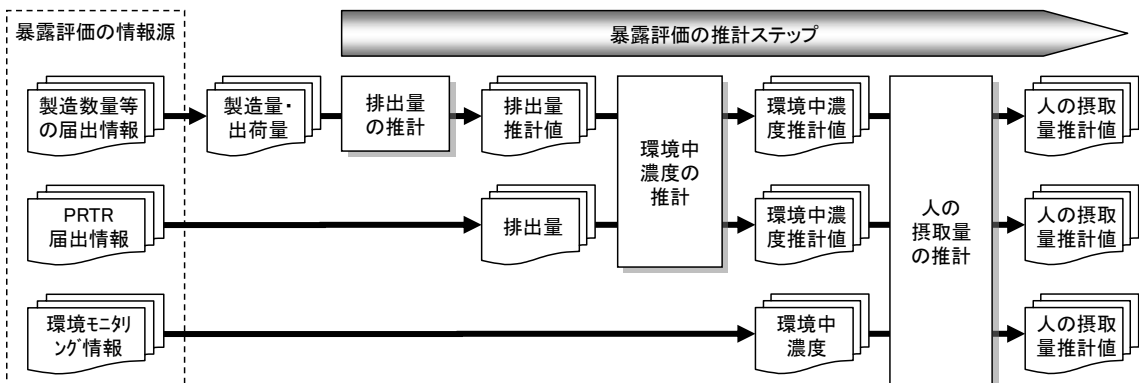 暴露評価の情報源
暴露評価の推計ステップ
製造数量等
の届出情報
製造量・
出荷量
排出量
の推計
排出量
推計値
環境中
濃度の
推計
環境中濃
度推計値
人の
摂取量
の推計
人の摂取
量推計値
PRTR
届出情報
排出量
環境中濃
度推計値
人の摂取
量推計値
環境ﾓﾆﾀﾘ
ﾝｸﾞ情報
環境中
濃度
人の摂取
量推計値